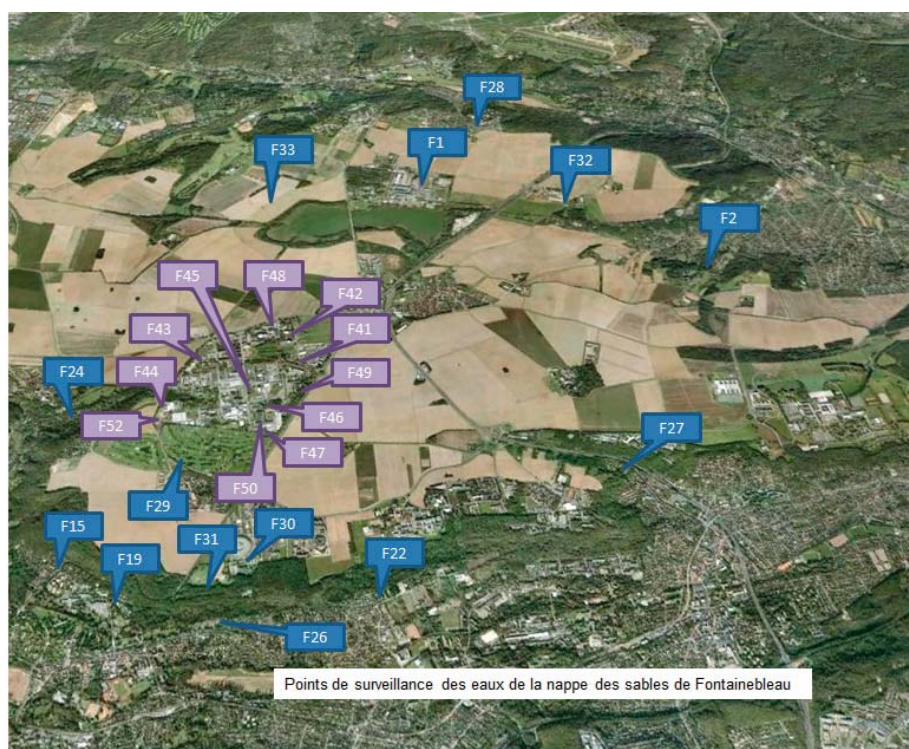 F28
F1
F33
F32
F2
F45
F48
F42
F43
F41
F24
F44
F49
F52
F46
F27
F47
F29
F50
F15
F31
F30
F19
F22
F26
Points de surveillance des eaux de la nappe des sables de Fontainebleau